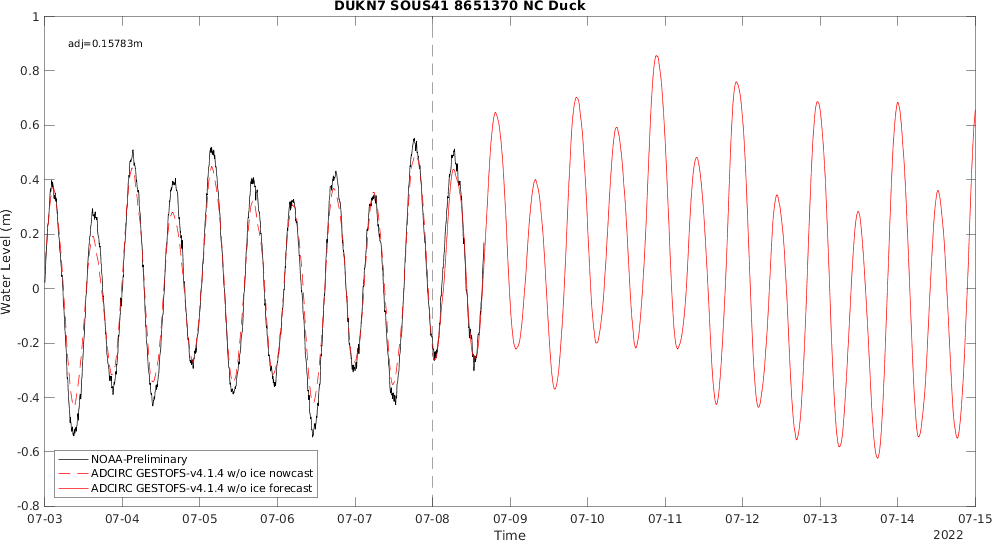 DUKN7 SOUS41 8651370 NC Duck
adj=0.15783m
Water Level (m)
1
0.8
0.6
0.4
0.2
0
-0.2
-0.4
-0.6
-0.8
NOAA-Preliminary
ADCIRC GESTOFS-v4.1.4 w/o ice nowcast
ADCIRC GESTOFS-v4.1.4 w/o ice forecast
07-03 07-04 07-05 07-06 07-07 07-08 07-09 07-10 07-11 07-12 07-13 07-14 07-15
Time
2022